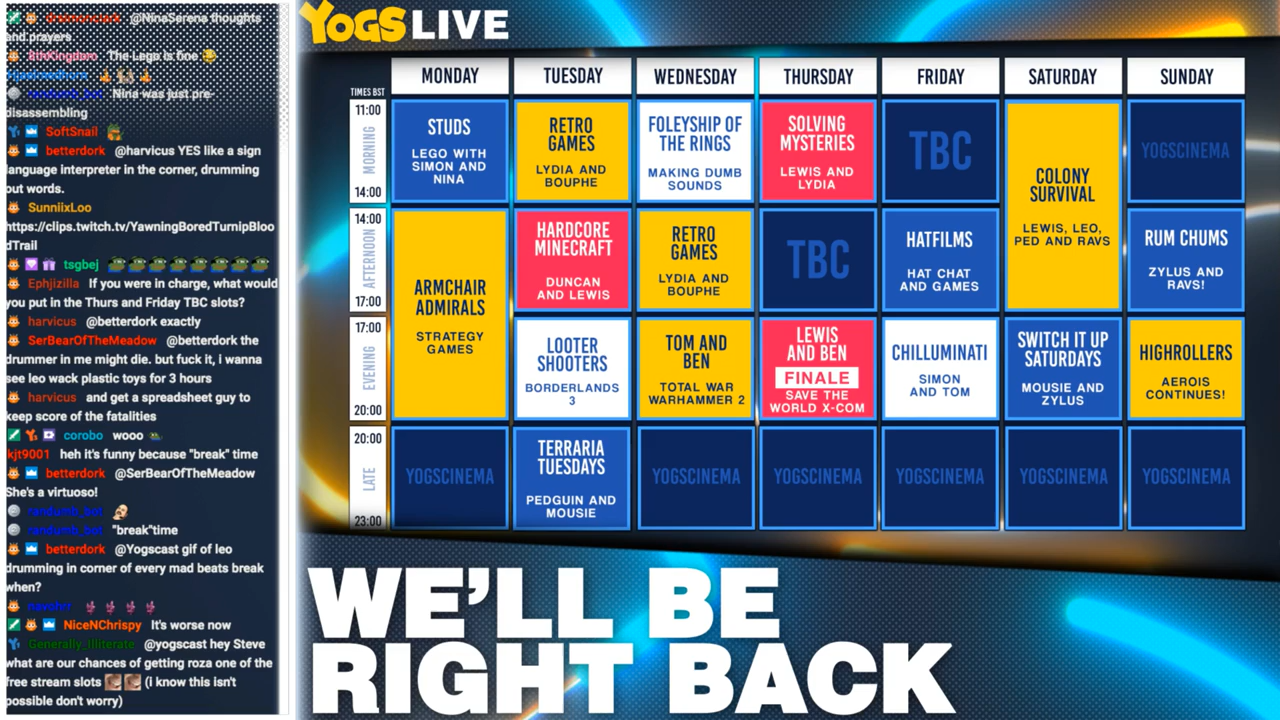 @NinaSerena thoughts
and prayers
8thKingdom The Lego is fine
randumb_bot Nina was just pre-
disassembling
SoftSnail
betterdork @harvicus YES like a sign
language interpreter in the corner, drumming
out words.
SunniixLoo
https://clips.twitch.tv/YawningBoredTurnipBloo
dTrail
tsgbej
Ephjizilla If you were in charge, what would
you put in the Thurs and Friday TBC slots?
harvicus @betterdork exactly
SerBearOfTheMeadow @betterdork the
drummer in me might die. but fuck it, i wanna
see leo wack plastic toys for 3 hours
harvicus and get a spreadsheet guy to
keep score of the fatalities
corobo wooo
kjt9001 heh it's funny because "break" time
betterdork @SerBearOfTheMeadow
She's a virtuoso!
randumb_bot
randumb_bot "break"time
betterdork @Yogscast gif of leo
drumming in corner of every mad beats break
when?
NiceNChrispy It's worse now
Generally_Illiterate @yogscast hey Steve
what are our chances of getting roza one of the
free stream slots (i know this isn't
possible don't worry)
YOGS LIVE
TIMES BST
MONDAY
TUESDAY
WEDNESDAY
THURSDAY
FRIDAY
SATURDAY
SUNDAY
11:00
MORNING
14:00
STUDS
LEGO WITH
SIMON AND
NINA
RETRO
GAMES
LYDIA AND
BOUPHE
FOLEYSHIP OF
THE RINGS
MAKING DUMB
SOUNDS
SOLVING
MYSTERIES
LEWIS AND
LYDIA
TBC
COLONY
SURVIVAL
LEWIS, LEO,
PED AND RAVS
YOGSCINEMA
14:00
AFTERNOON
17:00
ARMCHAIR
ADMIRALS
STRATEGY
GAMES
HARDCORE
MINECRAFT
DUNCAN
AND LEWIS
RETRO
GAMES
LYDIA AND
BOUPHE
TBC
HATFILMS
HAT CHAT
AND GAMES
RUM CHUMS
ZYLUS AND
RAVS!
17:00
EVENING
20:00
LOOTER
SHOOTERS
BORDERLANDS
3
TOM AND
BEN
TOTAL WAR
WARHAMMER 2
LEWIS
AND BEN
FINALE
SAVE THE
WORLD X-COM
CHILLUMINATI
SIMON
AND TOM
SWITCH IT UP
SATURDAYS
MOUSIE AND
ZYLUS
HIGHROLLERS
AEROIS
CONTINUES!
20:00
LATE
23:00
YOGSCINEMA
TERRARIA
TUESDAYS
PEDGUIN AND
MOUSIE
YOGSCINEMA
YOGSCINEMA
YOGSCINEMA
YOGSCINEMA
YOGSCINEMA
WE'LL BE
RIGHT BACK